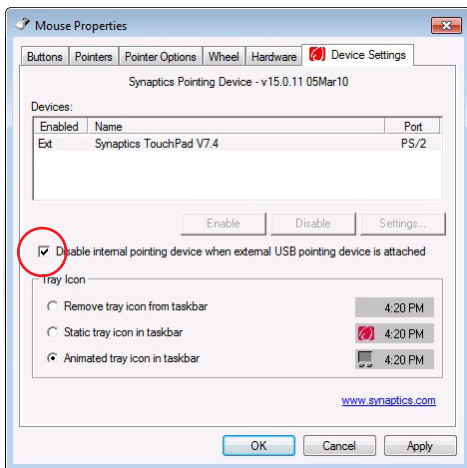 Mouse Properties
Buttons Pointers Pointer Options Wheel Hardware Device Settings
Synaptics Pointing Device - v15.0.11 05Mar10
Devices:
Enabled Name Port
Ext Synaptics TouchPad V7.4 PS/2
Enable Disable Settings...
Disable internal pointing device when external USB pointing device is attached
Tray Icon
Remove tray icon from taskbar 4:20 PM
Static tray icon in taskbar 4:20 PM
Animated tray icon in taskbar 4:20 PM
www.synaptics.com
OK Cancel Apply